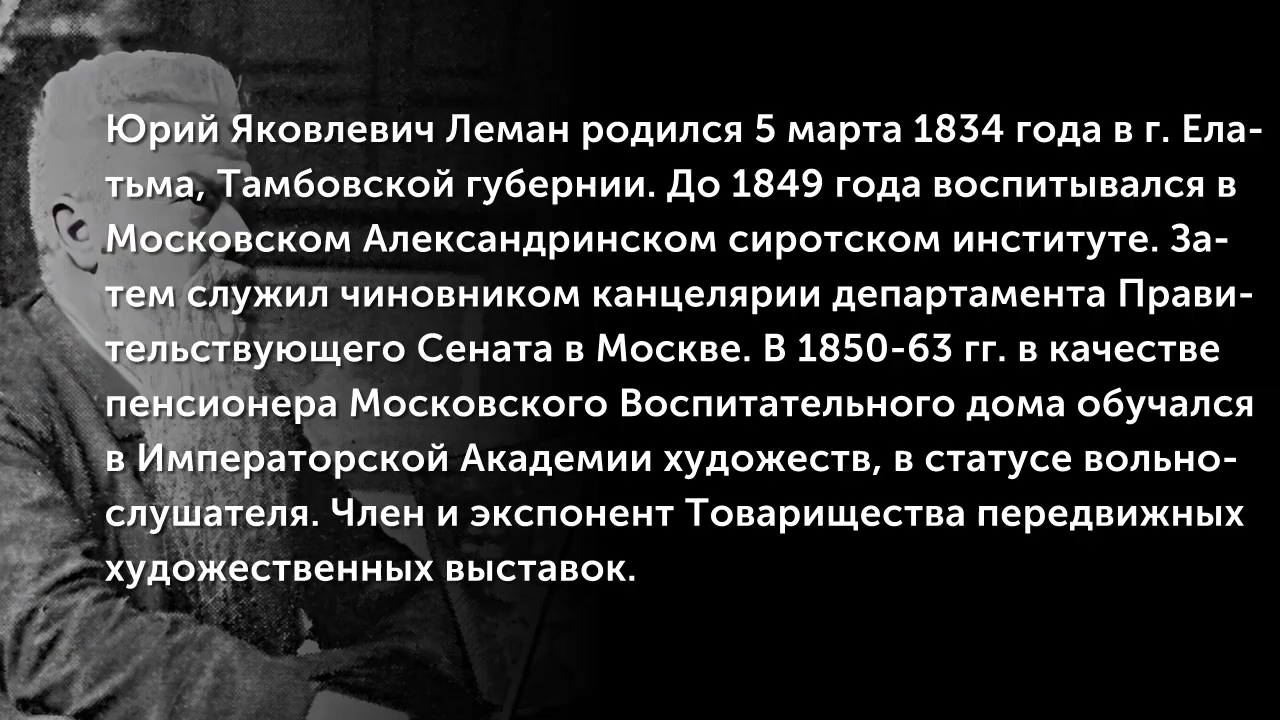 Юрий Яковлевич Леман родился 5 марта 1834 года в г. Ела-
тьма, Тамбовской губернии. До 1849 года воспитывался в
Московском Александринском сиротском институте. За-
тем служил чиновником канцелярии департамента Прави-
тельствующего Сената в Москве. В 1850-63 гг. в качестве
пенсионера Московского Воспитательного дома обучался
в Императорской Академии художеств, в статусе вольно-
слушателя. Член и экспонент Товарищества передвижных
художественных выставок.